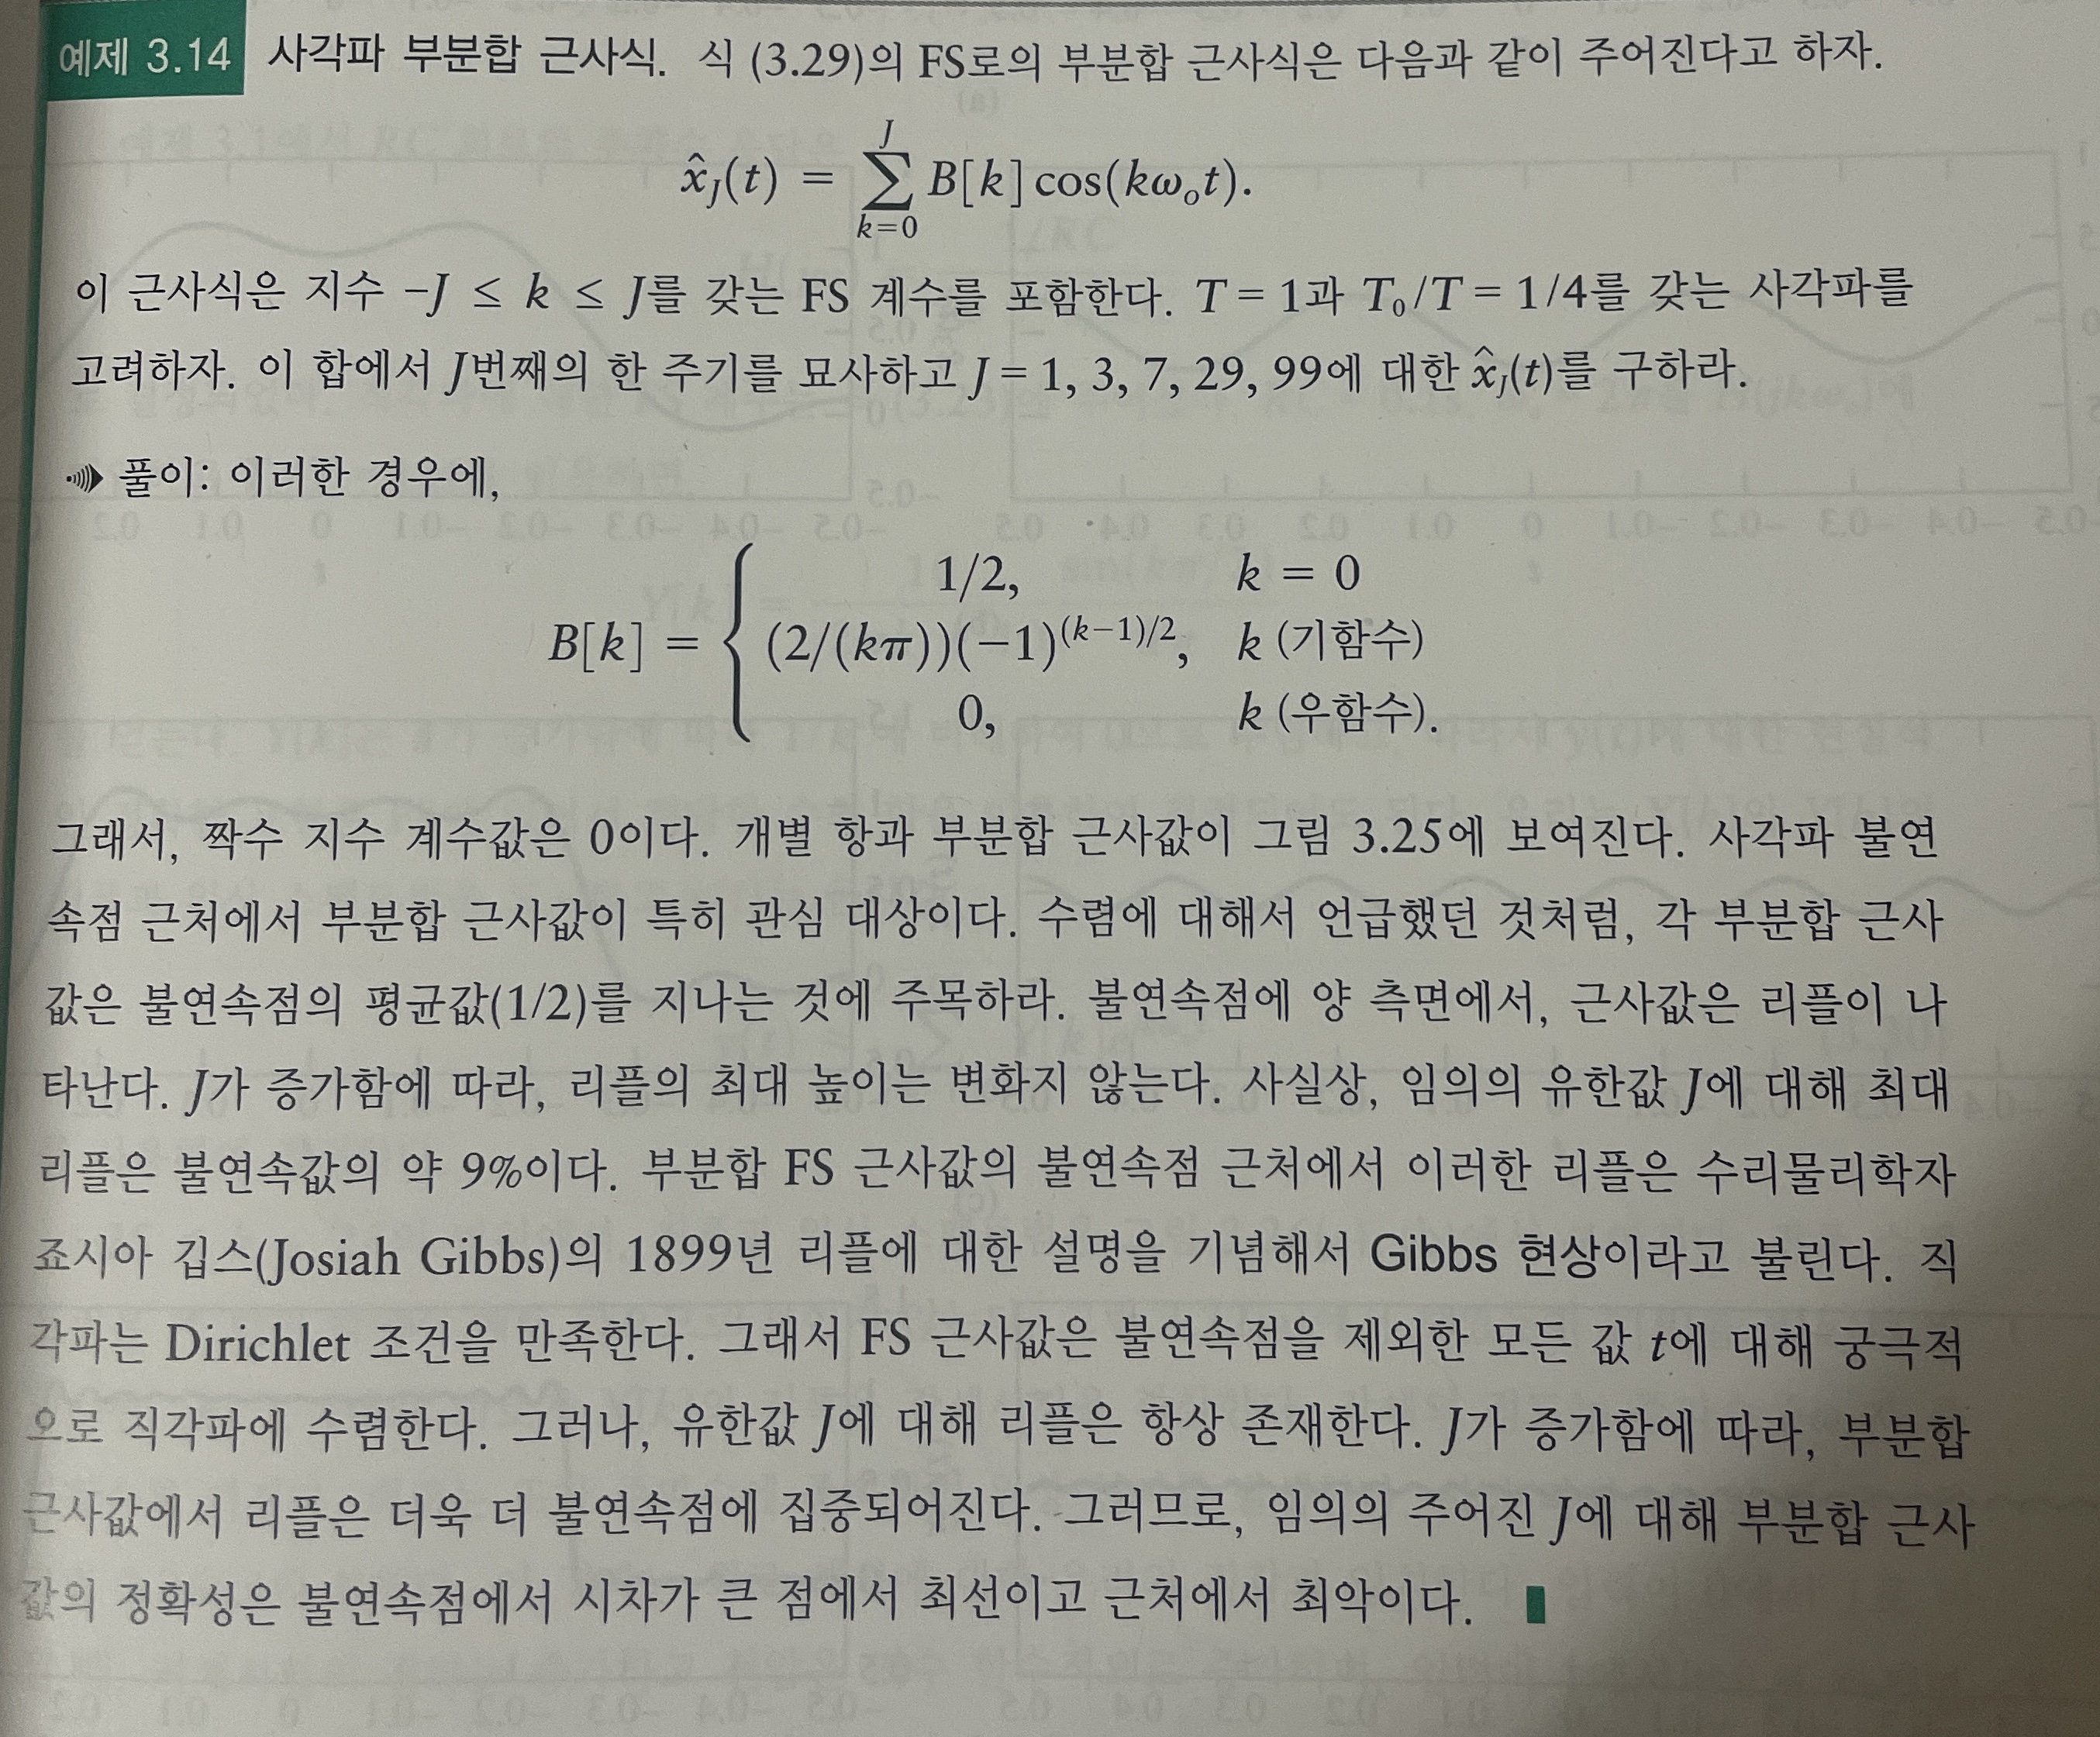 예제 3.14 사각파 부분합 근사식. 식 (3.29)의 FS로의 부분합 근사식은 다음과 같이 주어진다고 하자.
x̂_J(t) = ∑_{k=0}^{J} B[k] cos(kω_o t).
이 근사식은 지수 −J ≤ k ≤ J를 갖는 FS 계수를 포함한다. T = 1과 T₀/T = 1/4를 갖는 사각파를
고려하자. 이 합에서 J번째의 한 주기를 묘사하고 J = 1, 3, 7, 29, 99에 대한 x̂_J(t)를 구하라.
풀이: 이러한 경우에,
B[k] = { 1/2, k = 0
(2/(kπ))(−1)^{(k−1)/2}, k (기함수)
0, k (우함수).
그래서, 짝수 지수 계수값은 0이다. 개별 항과 부분합 근사값이 그림 3.25에 보여진다. 사각파 불연
속점 근처에서 부분합 근사값이 특히 관심 대상이다. 수렴에 대해서 언급했던 것처럼, 각 부분합 근사
값은 불연속점의 평균값(1/2)를 지나는 것에 주목하라. 불연속점에 양 측면에서, 근사값은 리플이 나
타난다. J가 증가함에 따라, 리플의 최대 높이는 변화지 않는다. 사실상, 임의의 유한값 J에 대해 최대
리플은 불연속값의 약 9%이다. 부분합 FS 근사값의 불연속점 근처에서 이러한 리플은 수리물리학자
죠시아 깁스(Josiah Gibbs)의 1899년 리플에 대한 설명을 기념해서 Gibbs 현상이라고 불린다. 직
각파는 Dirichlet 조건을 만족한다. 그래서 FS 근사값은 불연속점을 제외한 모든 값 t에 대해 궁극적
으로 직각파에 수렴한다. 그러나, 유한값 J에 대해 리플은 항상 존재한다. J가 증가함에 따라, 부분합
근사값에서 리플은 더욱 더 불연속점에 집중되어진다. 그러므로, 임의의 주어진 J에 대해 부분합 근사
값의 정확성은 불연속점에서 시차가 큰 점에서 최선이고 근처에서 최악이다.